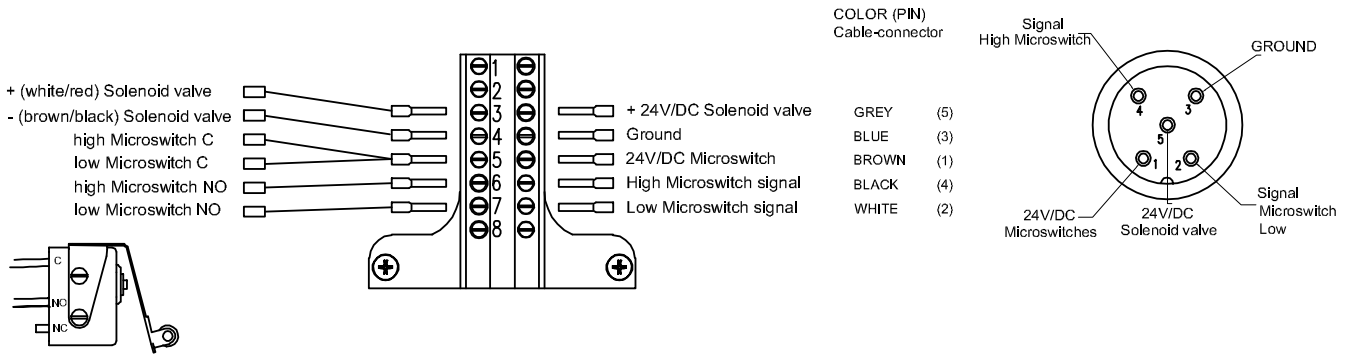 + (white/red) Solenoid valve
- (brown/black) Solenoid valve
high Microswitch C
low Microswitch C
high Microswitch NO
low Microswitch NO
C
NO
NC
1
2
3
4
5
6
7
8
COLOR (PIN)
Cable-connector
+ 24V/DC Solenoid valve GREY (5)
Ground BLUE (3)
24V/DC Microswitch BROWN (1)
High Microswitch signal BLACK (4)
Low Microswitch signal WHITE (2)
Signal
High Microswitch
GROUND
4
3
5
1
2
24V/DC
Microswitches
24V/DC
Solenoid valve
Signal
Microswitch
Low